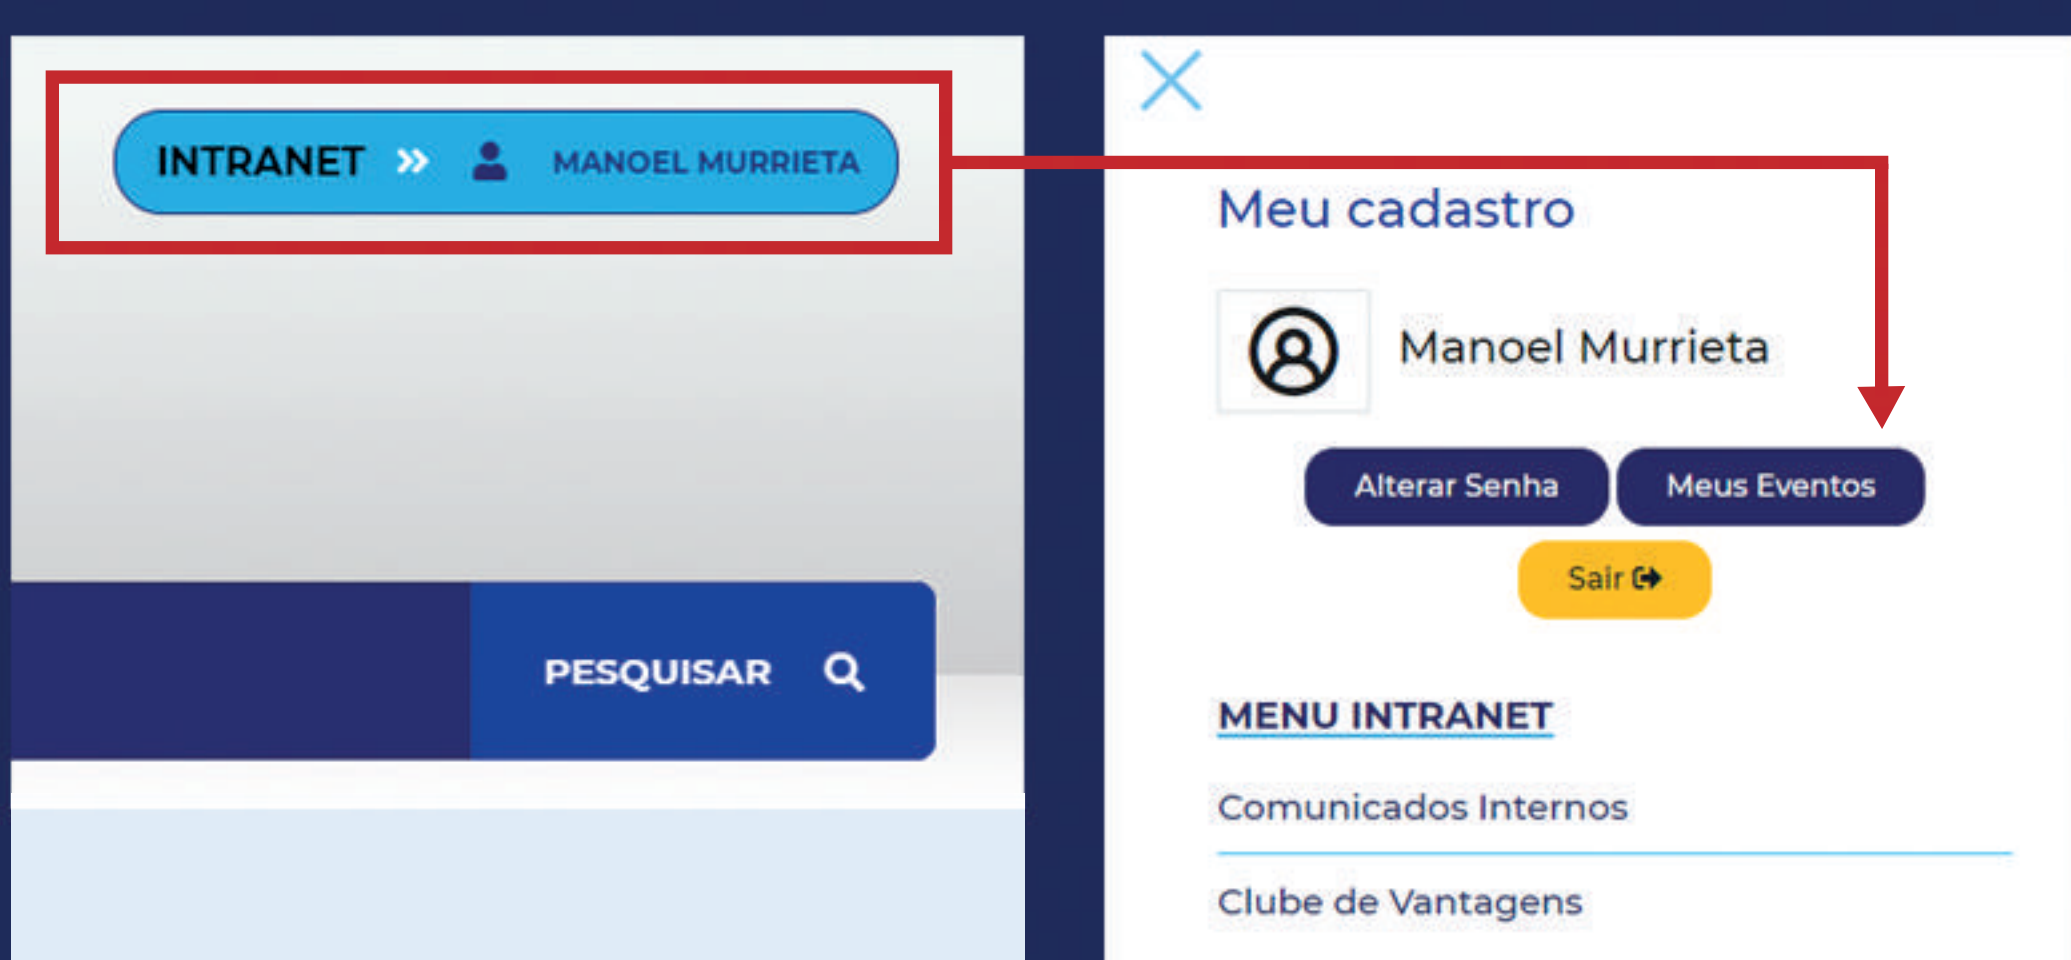 INTRANET » MANOEL MURRIETA
PESQUISAR
Meu cadastro
Manoel Murrieta
Alterar Senha
Meus Eventos
Sair
MENU INTRANET
Comunicados Internos
Clube de Vantagens